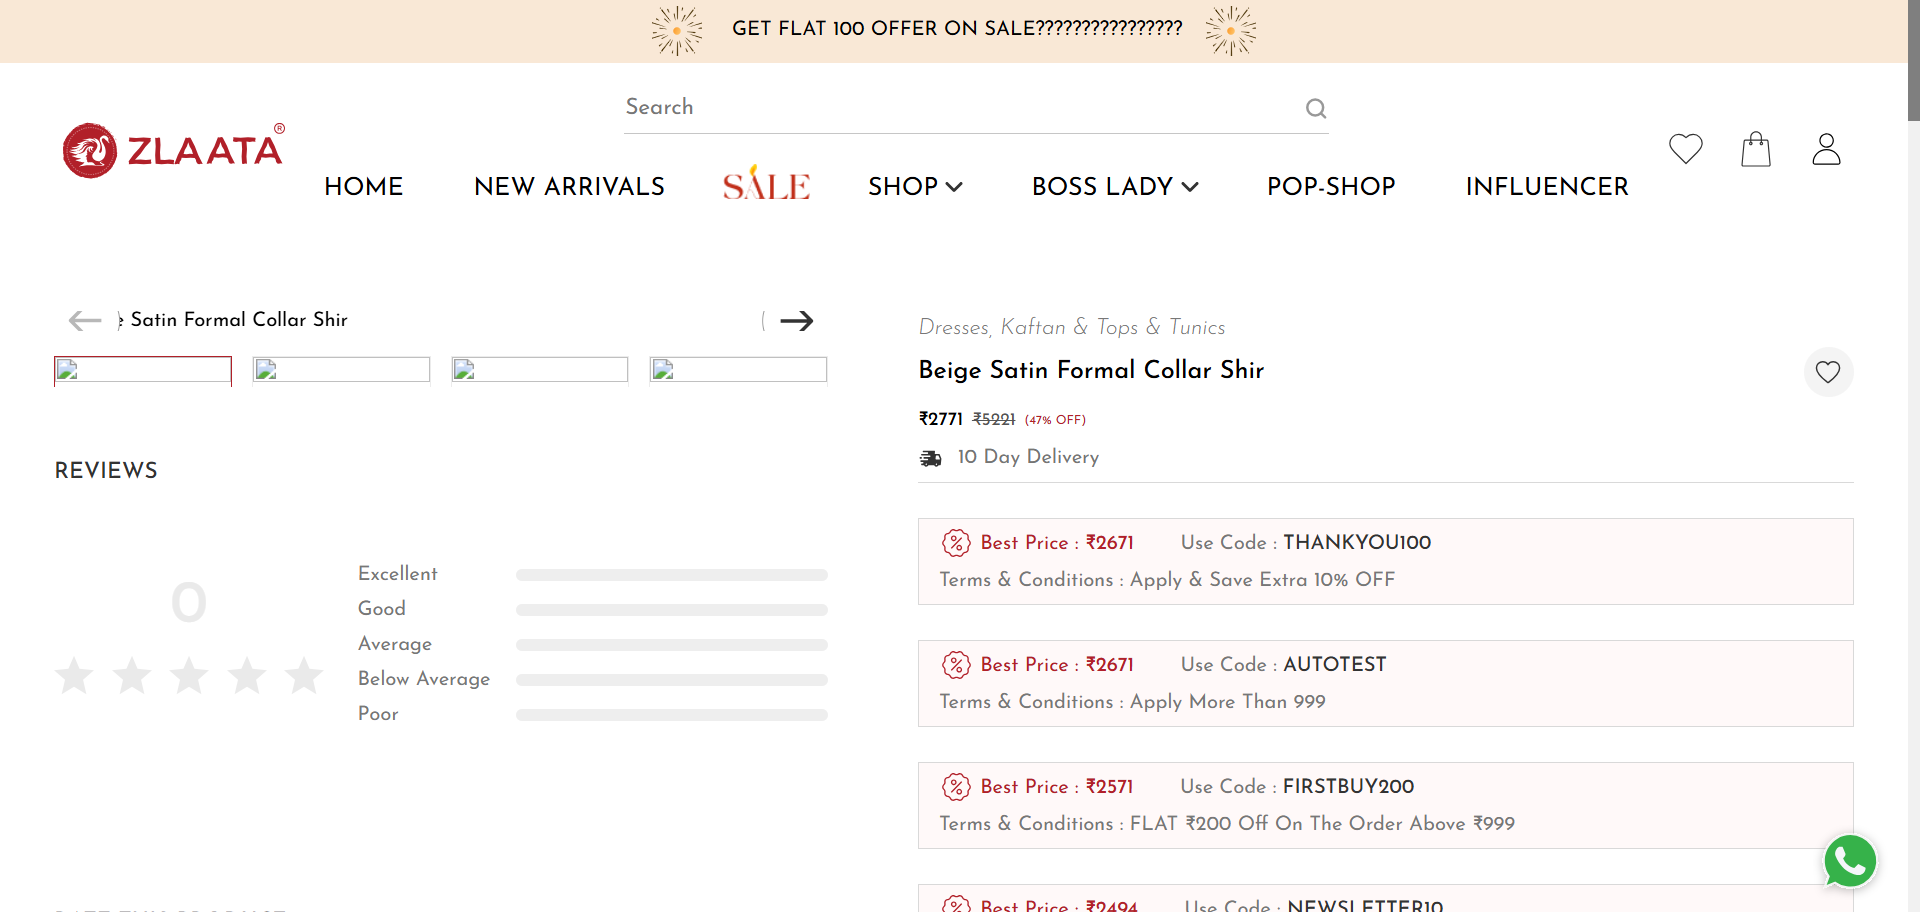 GET FLAT 100 OFFER ON SALE????????????????
Search
ZLAATA®
HOME
NEW ARRIVALS
SALE
SHOP
BOSS LADY
POP-SHOP
INFLUENCER
Satin Formal Collar Shir
Dresses, Kaftan & Tops & Tunics
Beige Satin Formal Collar Shir
₹2771 ₹5221 (47% OFF)
10 Day Delivery
REVIEWS
0
Excellent
Good
Average
Below Average
Poor
Best Price : ₹2671 Use Code : THANKYOU100
Terms & Conditions : Apply & Save Extra 10% OFF
Best Price : ₹2671 Use Code : AUTOTEST
Terms & Conditions : Apply More Than 999
Best Price : ₹2571 Use Code : FIRSTBUY200
Terms & Conditions : FLAT ₹200 Off On The Order Above ₹999
Best Price : ₹2494 Use Code : NEWSLETTER10